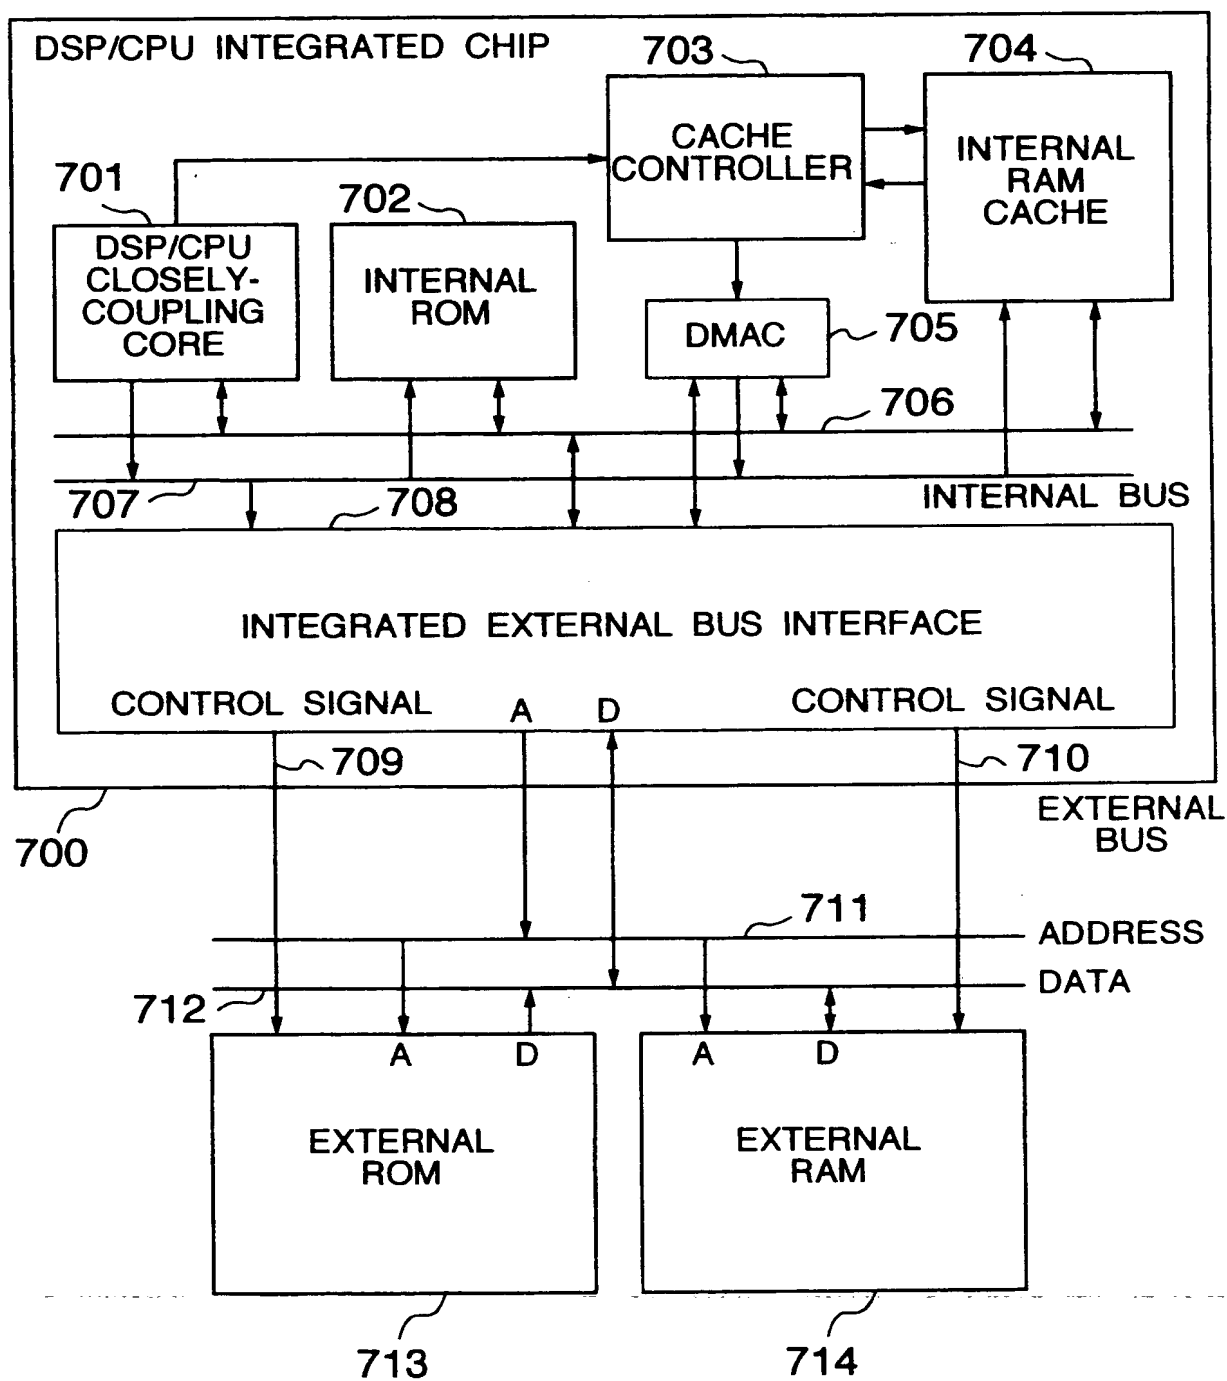 DSP/CPU INTEGRATED CHIP
703
704
CACHE
CONTROLLER
INTERNAL
RAM
CACHE
701
702
DSP/CPU
CLOSELY-
COUPLING
CORE
INTERNAL
ROM
DMAC
705
706
707
708
INTERNAL BUS
INTEGRATED EXTERNAL BUS INTERFACE
CONTROL SIGNAL
A
D
CONTROL SIGNAL
709
710
700
EXTERNAL
BUS
711
ADDRESS
712
DATA
A
D
A
D
EXTERNAL
ROM
EXTERNAL
RAM
713
714